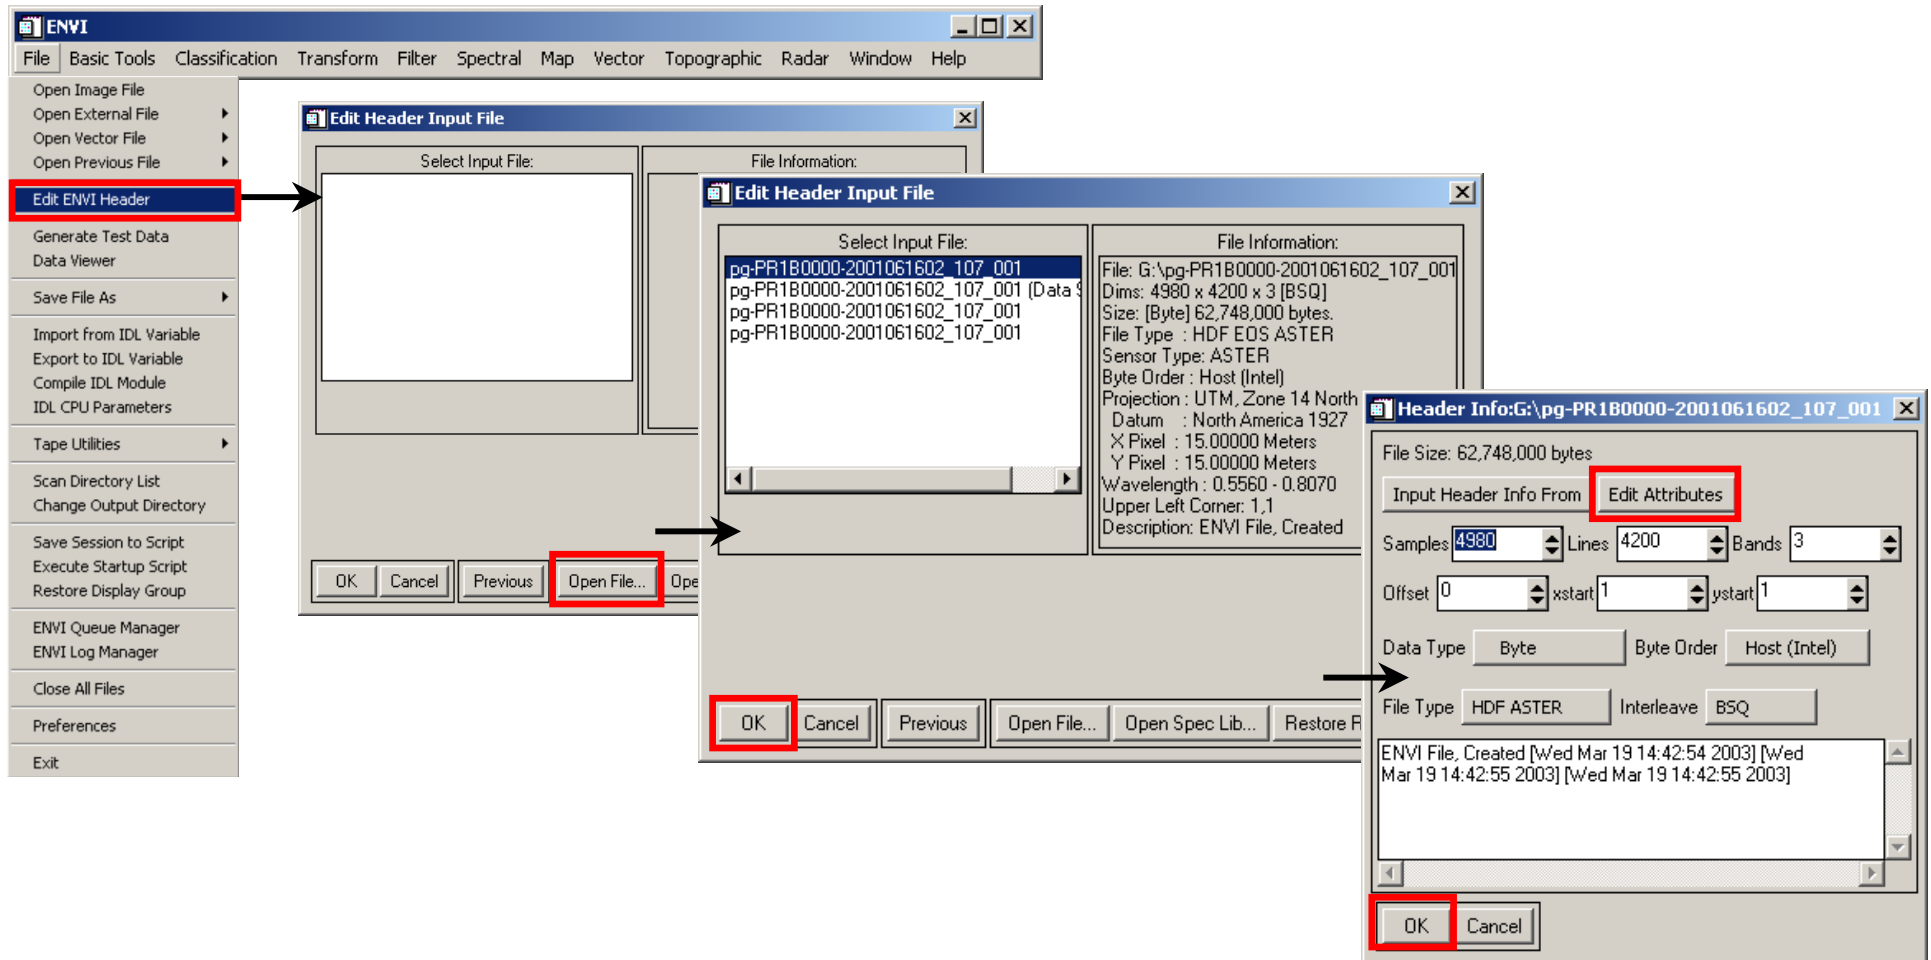 ENVI
File Basic Tools Classification Transform Filter Spectral Map Vector Topographic Radar Window Help
Open Image File
Open External File
Open Vector File
Open Previous File
Edit ENVI Header
Generate Test Data
Data Viewer
Save File As
Import from IDL Variable
Export to IDL Variable
Compile IDL Module
IDL CPU Parameters
Tape Utilities
Scan Directory List
Change Output Directory
Save Session to Script
Execute Startup Script
Restore Display Group
ENVI Queue Manager
ENVI Log Manager
Close All Files
Preferences
Exit
Edit Header Input File
Select Input File:
File Information:
OK Cancel Previous Open File... Ope
Edit Header Input File
Select Input File:
pg-PR1B0000-2001061602_107_001
pg-PR1B0000-2001061602_107_001 (Data S
pg-PR1B0000-2001061602_107_001
pg-PR1B0000-2001061602_107_001
File Information:
File: G:\pg-PR1B0000-2001061602_107_001
Dims: 4980 x 4200 x 3 [BSQ]
Size: [Byte] 62,748,000 bytes.
File Type : HDF EOS ASTER
Sensor Type: ASTER
Byte Order : Host (Intel)
Projection : UTM, Zone 14 North
Datum : North America 1927
X Pixel : 15.00000 Meters
Y Pixel : 15.00000 Meters
Wavelength : 0.5560 - 0.8070
Upper Left Corner: 1,1
Description: ENVI File, Created
OK Cancel Previous Open File... Open Spec Lib... Restore R
Header Info:G:\pg-PR1B0000-2001061602_107_001
File Size: 62,748,000 bytes
Input Header Info From Edit Attributes
Samples 4980 Lines 4200 Bands 3
Offset 0 xstart 1 ystart 1
Data Type Byte Byte Order Host (Intel)
File Type HDF ASTER Interleave BSQ
ENVI File, Created [Wed Mar 19 14:42:54 2003] [Wed
Mar 19 14:42:55 2003] [Wed Mar 19 14:42:55 2003]
OK Cancel